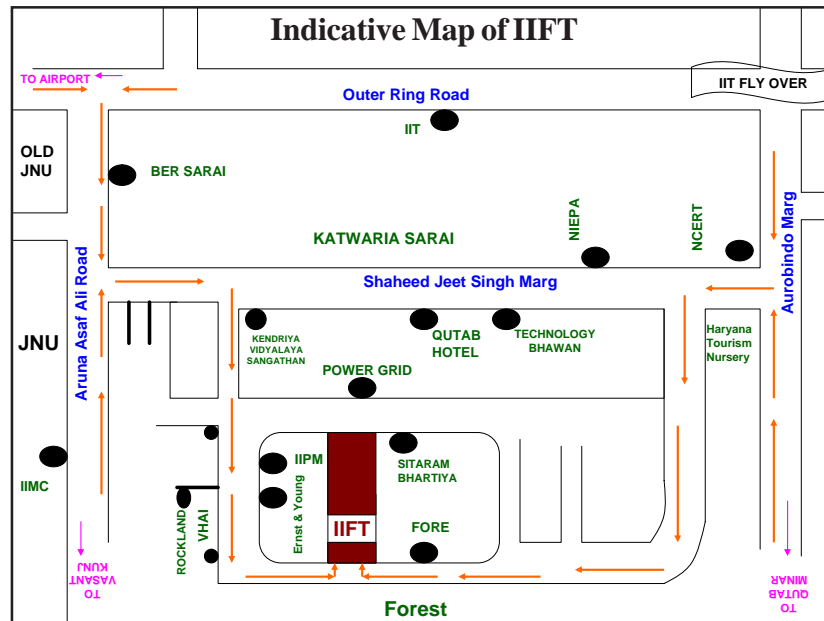 Indicative Map of IIFT
TO AIRPORT
IIT FLY OVER
Outer Ring Road
IIT
OLD
JNU
BER SARAI
NIEPA
NCERT
KATWARIA SARAI
Aurobindo Marg
Aruna Asaf Ali Road
Shaheed Jeet Singh Marg
JNU
KENDRIYA
VIDYALAYA
SANGATHAN
QUTAB
HOTEL
TECHNOLOGY
BHAWAN
Haryana
Tourism
Nursery
POWER GRID
IIMC
IIPM
SITARAM
BHARTIYA
ROCKLAND
VHAI
Ernst & Young
IIFT
FORE
TO
VASANT
KUNJ
TO
QUTAB
MINAR
Forest